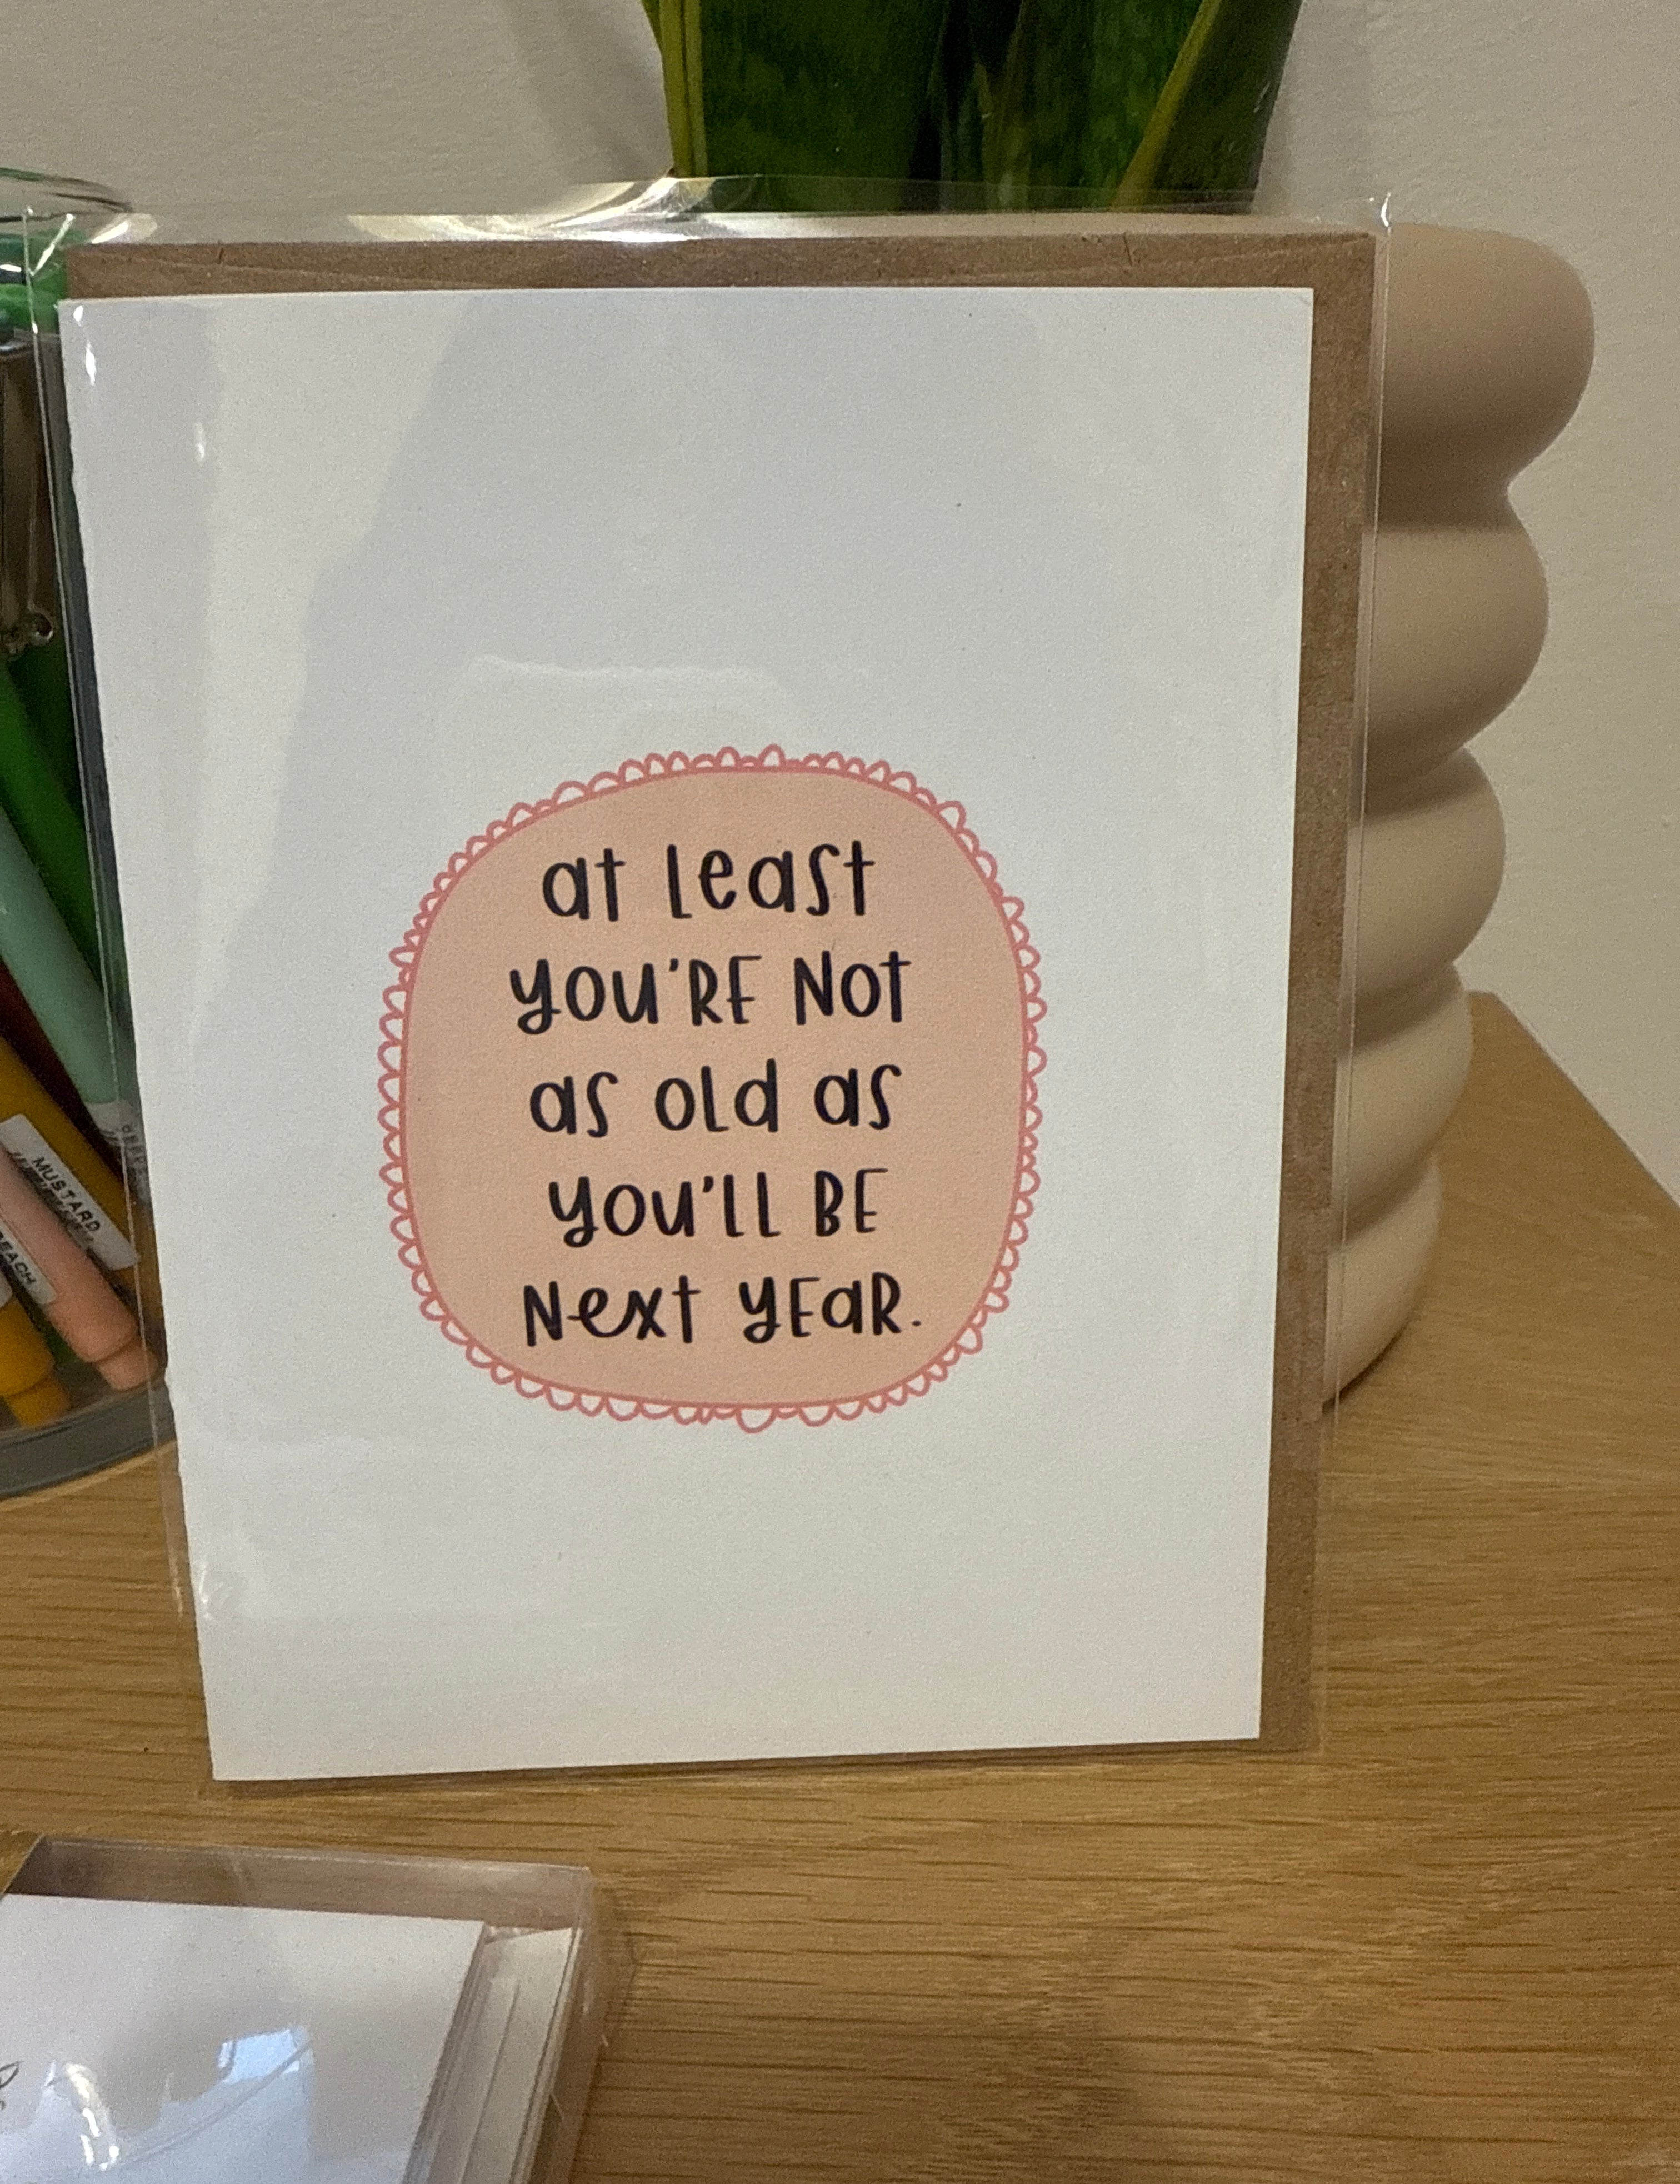 at least
you'RE Not
as old as
you'll BE
Next yEaR.
MUSTARD